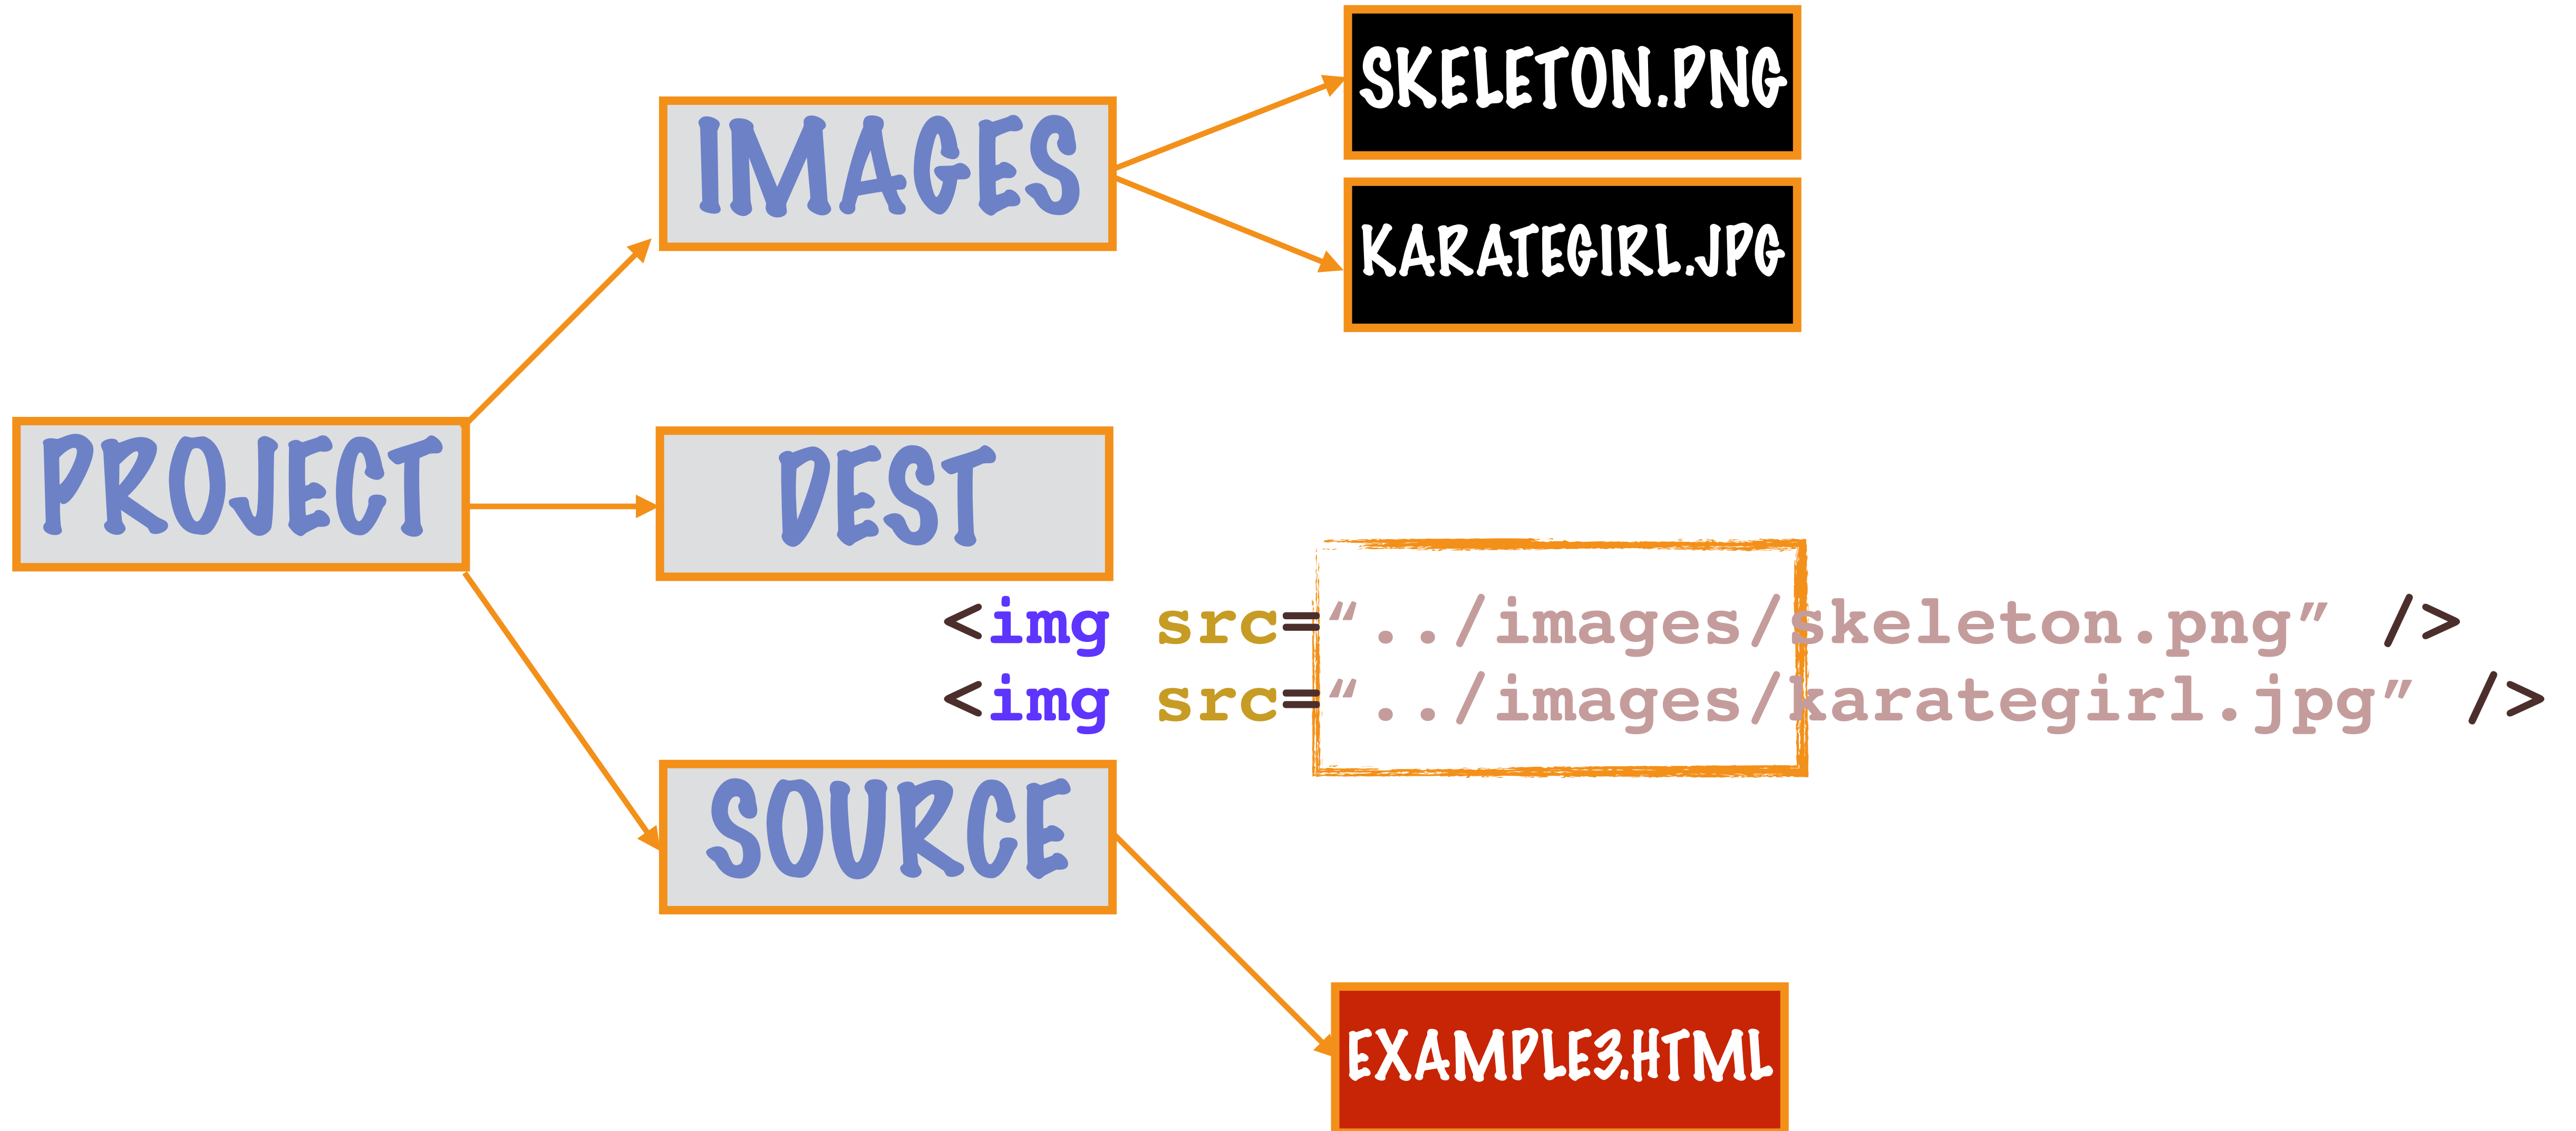 SKELETON.PNG
IMAGES
KARATEGIRL.JPG
PROJECT
DEST
<img src=“../images/skeleton.png” />
<img src=“../images/karategirl.jpg” />
SOURCE
EXAMPLE3.HTML